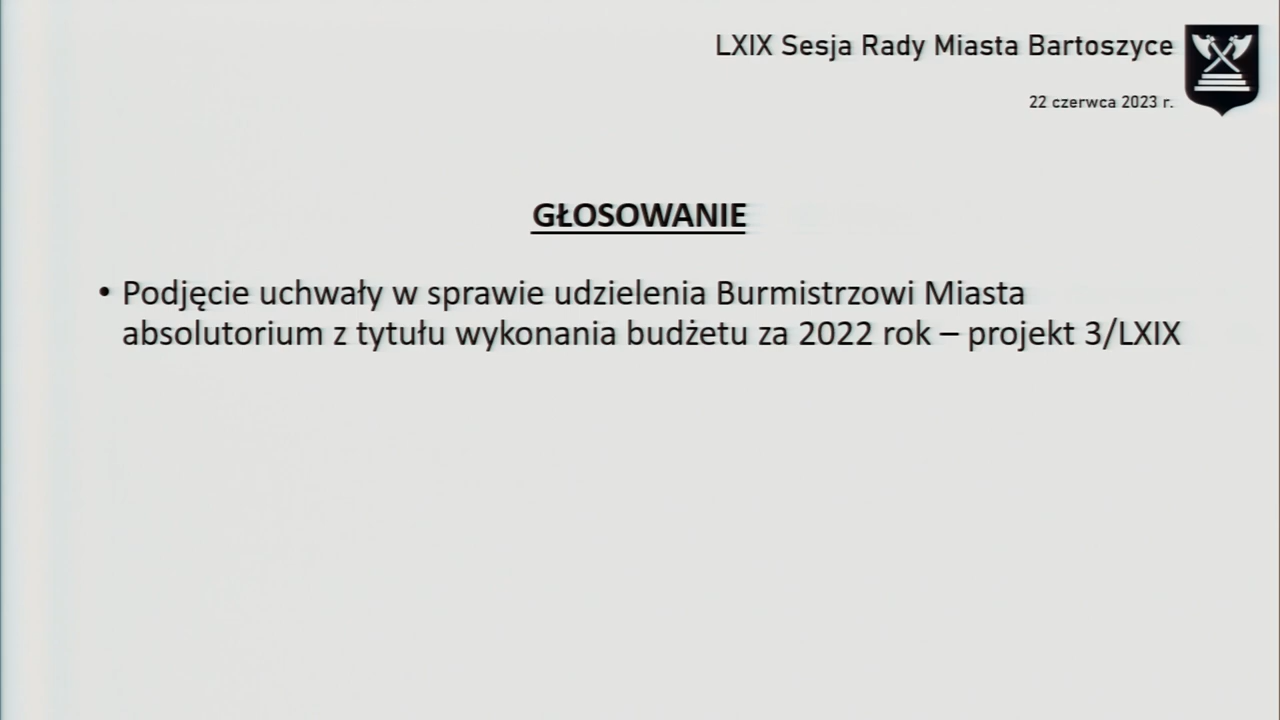 LXIX Sesja Rady Miasta Bartoszyce
22 czerwca 2023 r.
GŁOSOWANIE
• Podjęcie uchwały w sprawie udzielenia Burmistrzowi Miasta
absolutorium z tytułu wykonania budżetu za 2022 rok – projekt 3/LXIX